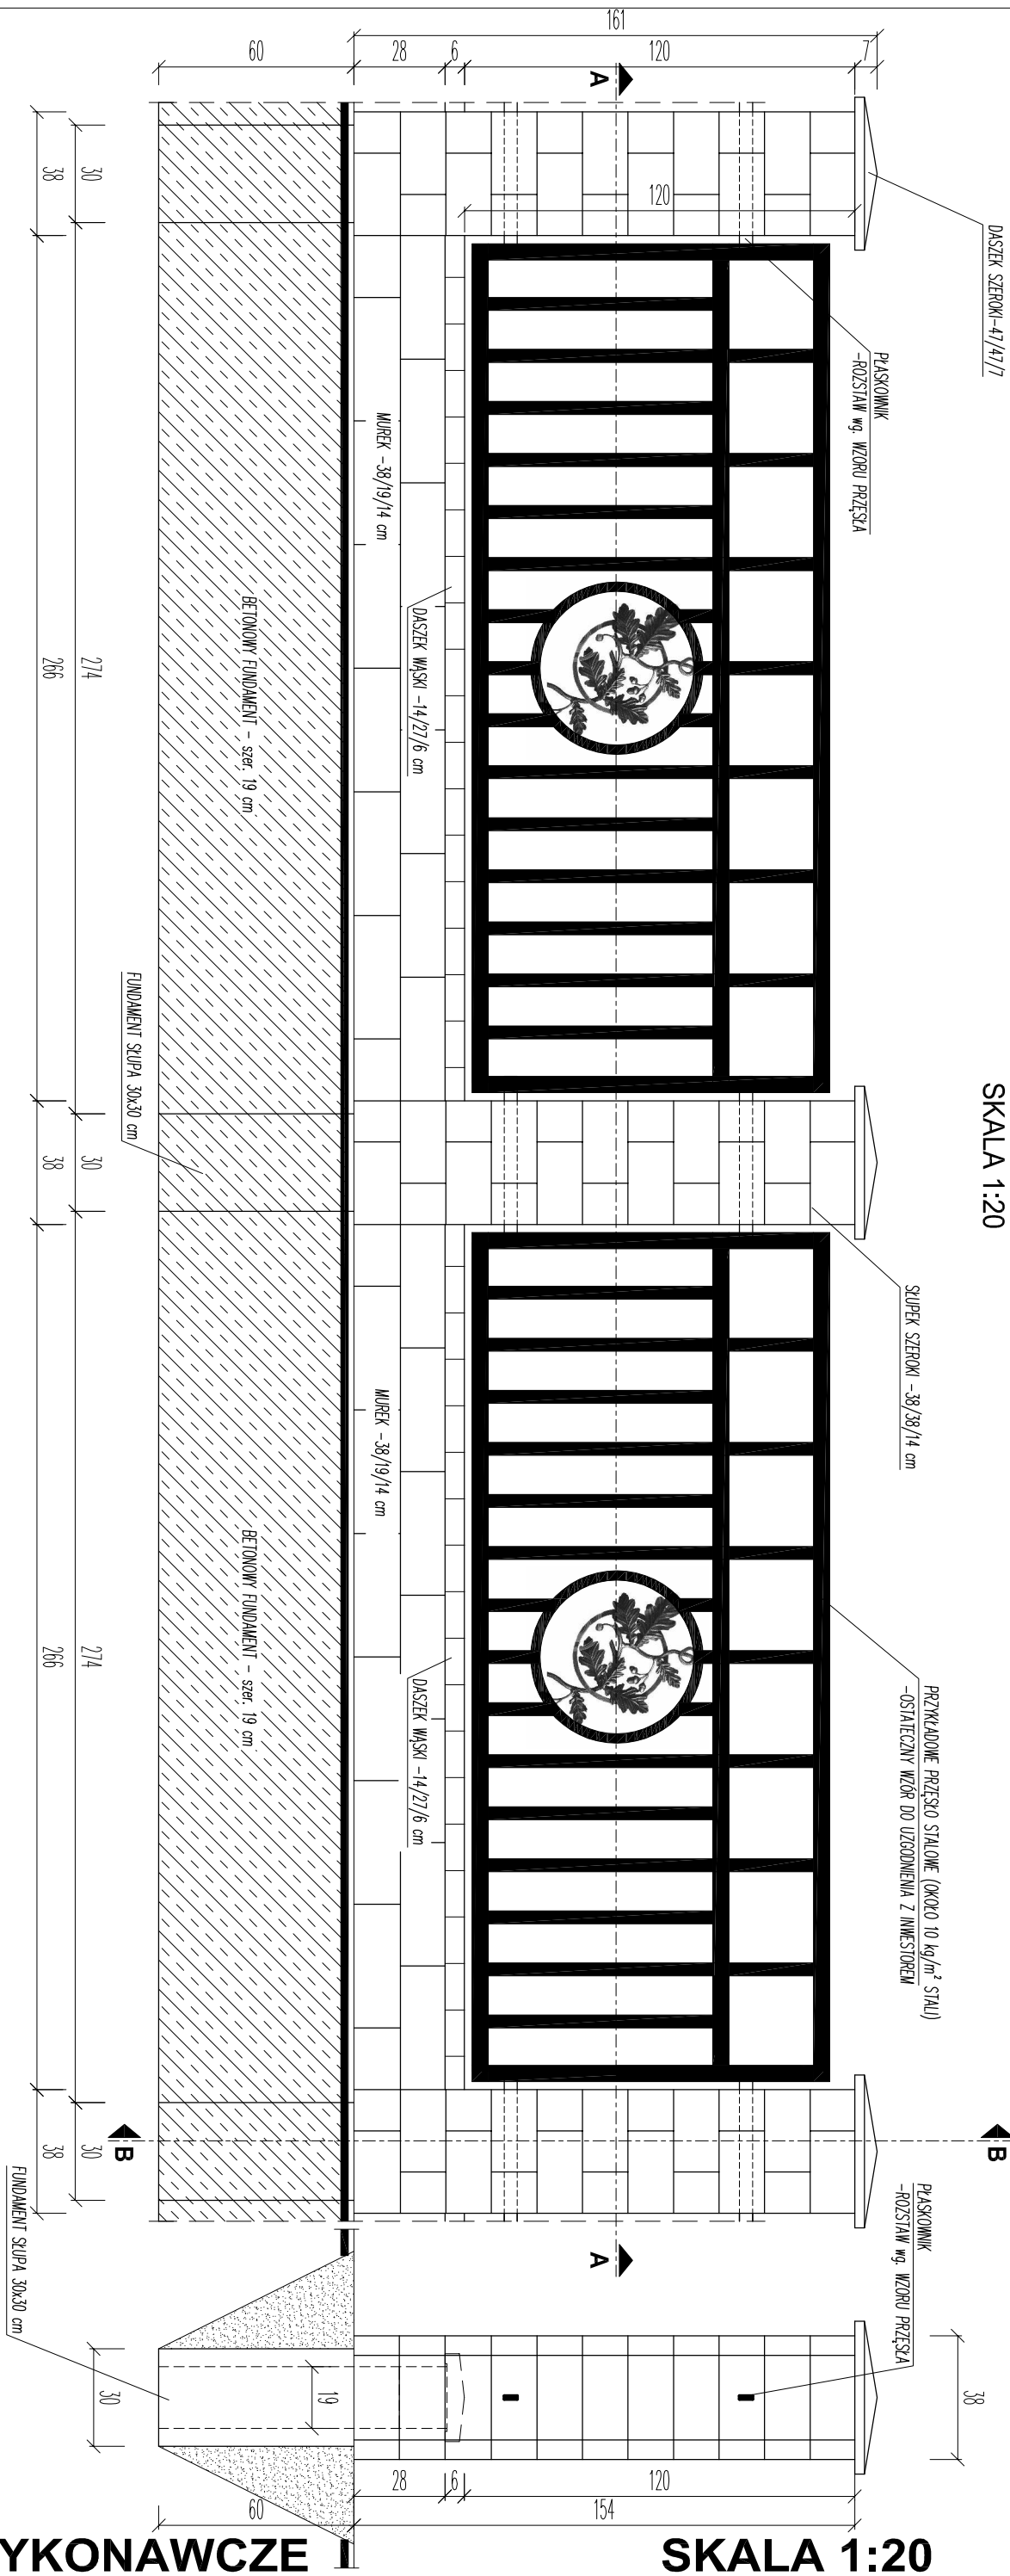 SKALA 1:20
DASZEK SZEROKI-47/47/7
PŁASKOWNIK
-ROZSTAW wg. WZORU PRZĘSŁA
SŁUPEK SZEROKI -38/38/14 cm
PRZYKŁADOWE PRZĘSŁO STALOWE (OKOŁO 10 kg/m² STALI)
-OSTATECZNY WZÓR DO UZGODNIENIA Z INWESTOREM
B
PŁASKOWNIK
-ROZSTAW wg. WZORU PRZĘSŁA
38
161
7
120
6
28
60
120
A
A
DASZEK WĄSKI -14/27/6 cm
DASZEK WĄSKI -14/27/6 cm
MUREK -38/19/14 cm
MUREK -38/19/14 cm
BETONOWY FUNDAMENT - szer. 19 cm
BETONOWY FUNDAMENT - szer. 19 cm
FUNDAMENT SŁUPA 30x30 cm
B
30
274
30
274
30
38
266
38
266
38
FUNDAMENT SŁUPA 30x30 cm
19
30
120
6
28
154
60
YKONAWCZE
SKALA 1:20